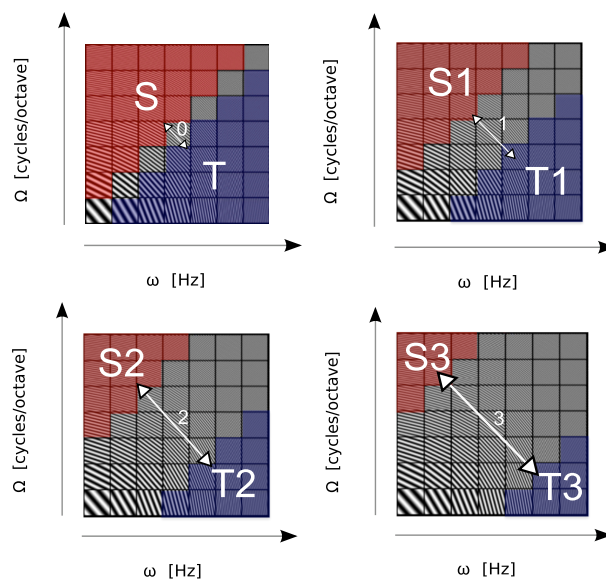 Ω [cycles/octave]
S
0
T
ω [Hz]
Ω [cycles/octave]
S1
1
T1
ω [Hz]
Ω [cycles/octave]
S2
2
T2
ω [Hz]
Ω [cycles/octave]
S3
3
T3
ω [Hz]